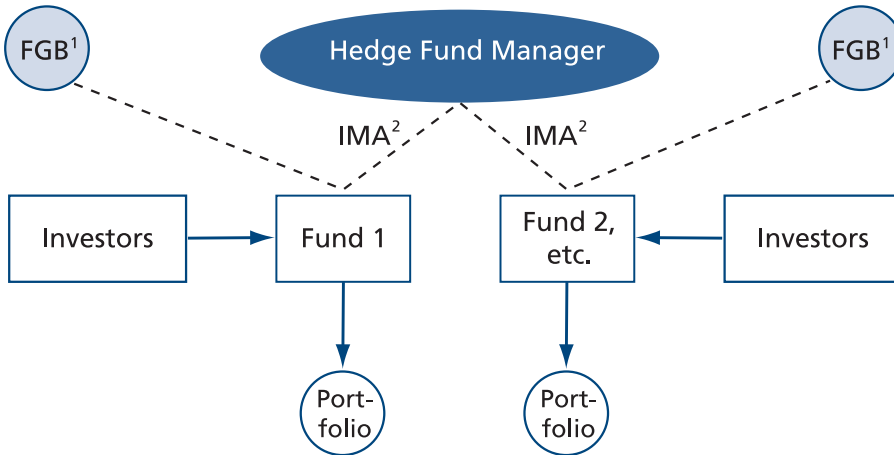 FGB¹
Hedge Fund Manager
FGB¹
IMA²
IMA²
Investors
Fund 1
Fund 2,
etc.
Investors
Port-
folio
Port-
folio